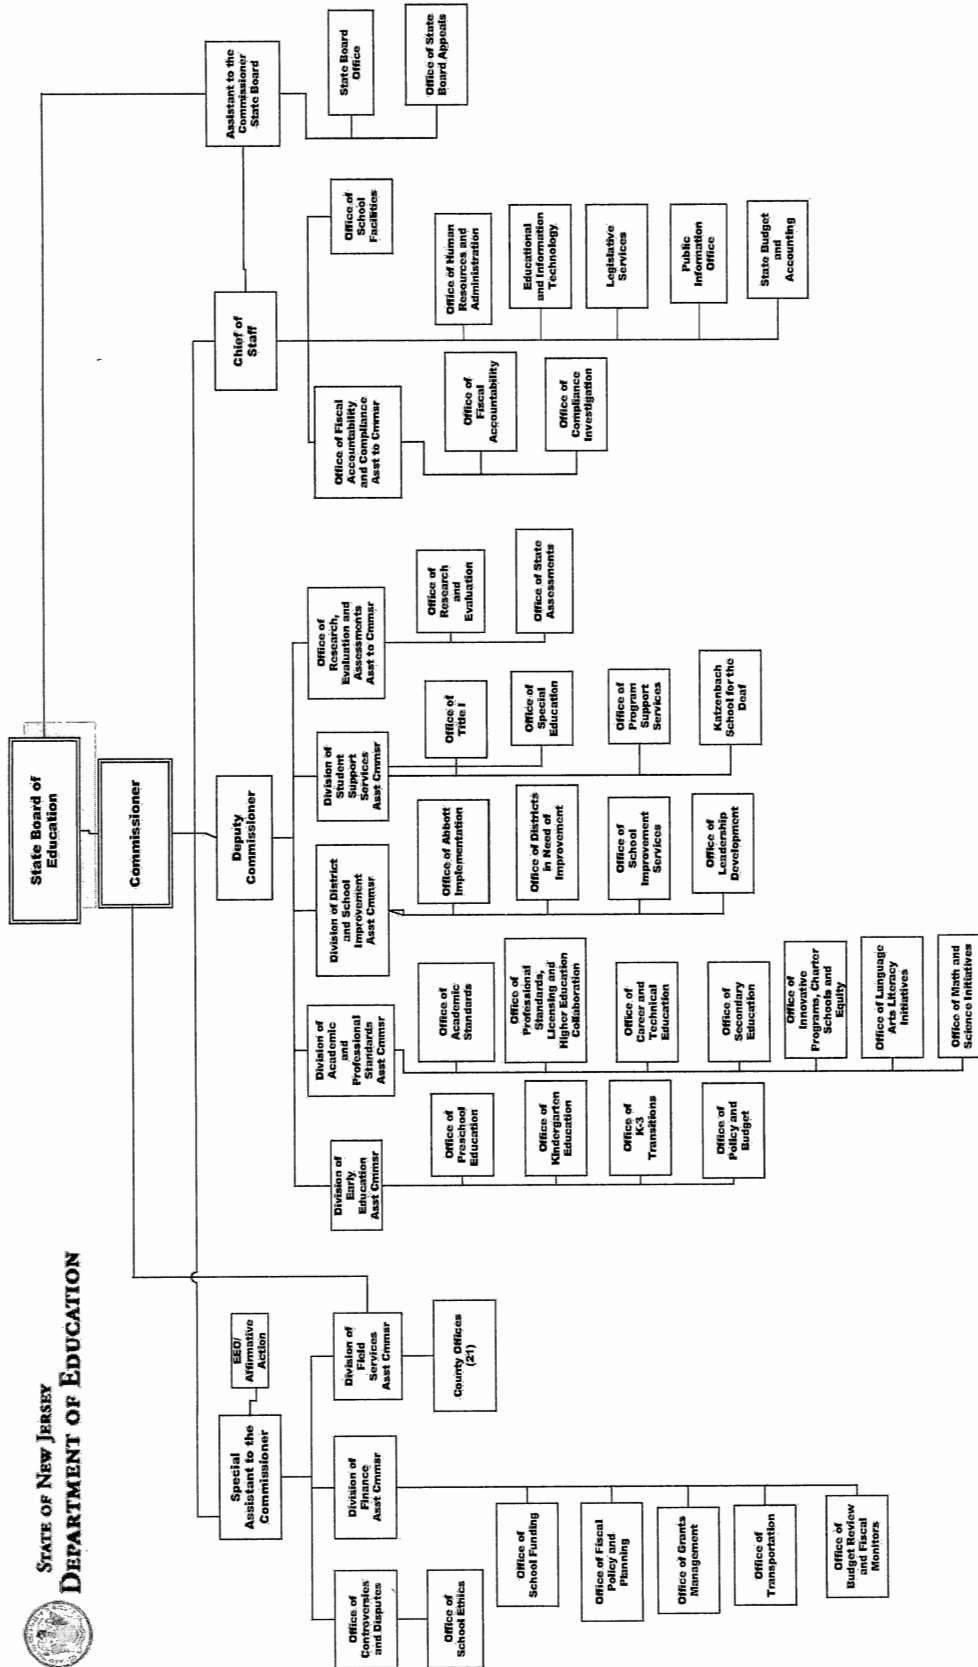 STATE OF NEW JERSEY
DEPARTMENT OF EDUCATION
State Board of
Education
Commissioner
Special
Assistant to the
Commissioner
EEO/
Affirmative
Action
Deputy
Commissioner
Chief of
Staff
Assistant to the
Commissioner
State Board
Office of
Controversies
and Disputes
Division of
Finance
Asst Cmmsr
Division of
Field
Services
Asst Cmmsr
Division of
Early
Education
Asst Cmmsr
Division of
Academic
and
Professional
Standards
Asst Cmmsr
Division of District
and School
Improvement
Asst Cmmsr
Division of
Student
Support
Services
Asst Cmmsr
Office of
Research,
Evaluation and
Assessments
Asst to Cmmsr
Office of Fiscal
Accountability
and Compliance
Asst to Cmmsr
Office of
School
Facilities
State Board
Office
Office of State
Board Appeals
Office of
School Ethics
Office of
School Funding
Office of Fiscal
Policy and
Planning
Office of Grants
Management
Office of
Transportation
Office of
Budget Review
and Fiscal
Monitors
County Offices
(21)
Office of
Preschool
Education
Office of
Kindergarten
Education
Office of
K-3
Transitions
Office of
Policy and
Budget
Office of
Academic
Standards
Office of
Professional
Standards,
Licensing and
Higher Education
Collaboration
Office of
Career and
Technical
Education
Office of
Secondary
Education
Office of
Innovative
Programs, Charter
Schools and
Equity
Office of Language
Arts Literacy
Initiatives
Office of Math and
Science Initiatives
Office of Abbott
Implementation
Office of Districts
in Need of
Improvement
Office of
School
Improvement
Services
Office of
Leadership
Development
Office of
Title I
Office of
Special
Education
Office of
Program
Support
Services
Katzenbach
School for the
Deaf
Office of
Research
and
Evaluation
Office of State
Assessments
Office of
Fiscal
Accountability
Office of
Compliance
Investigation
Office of Human
Resources and
Administration
Educational
and Information
Technology
Legislative
Services
Public
Information
Office
State Budget
and
Accounting